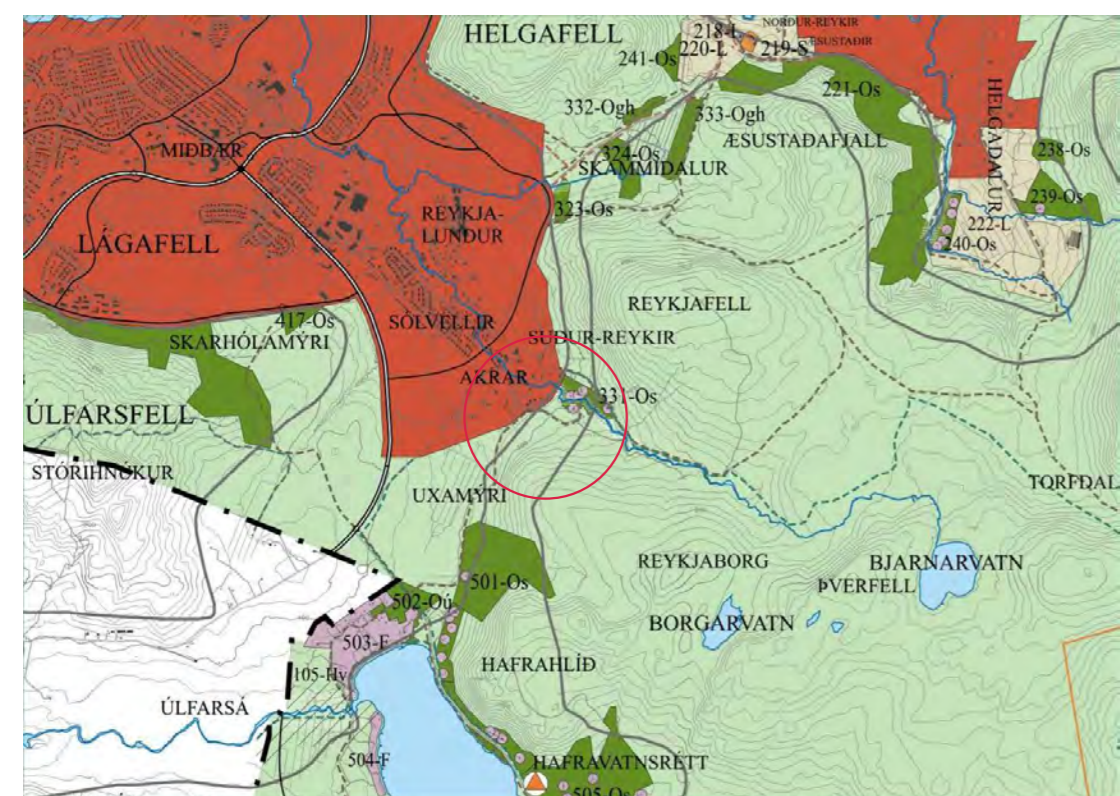 NORÐUR-REYKIR
218-L
HELGAFELL
220-L
219-S
ÆSUSTAÐIR
241-Os
221-Os
332-Ogh
333-Ogh
HELGADALUR
ÆSUSTAÐAFJALL
MIÐBÆR
324-Os
238-Os
SKAMMIDALUR
239-Os
323-Os
REYKJA-
LUNDUR
222-L
LÁGAFELL
240-Os
REYKJAFELL
417-Os
SÓLVELLIR
SKARHÓLAMÝRI
SUÐUR-REYKIR
AKRAR
331-Os
ÚLFARSFELL
STÓRIHNÚKUR
TORFDAL
UXAMÝRI
REYKJABORG
BJARNARVATN
501-Os
ÞVERFELL
502-Oú
BORGARVATN
503-F
HAFRAHLÍÐ
105-Hv
ÚLFARSÁ
504-F
HAFRAVATNSRÉTT
505-Os